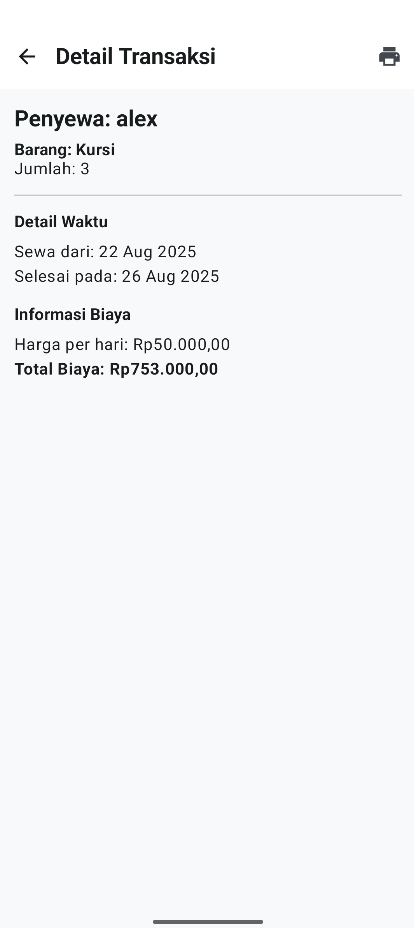 Detail Transaksi
Penyewa: alex
Barang: Kursi
Jumlah: 3
Detail Waktu
Sewa dari: 22 Aug 2025
Selesai pada: 26 Aug 2025
Informasi Biaya
Harga per hari: Rp50.000,00
Total Biaya: Rp753.000,00